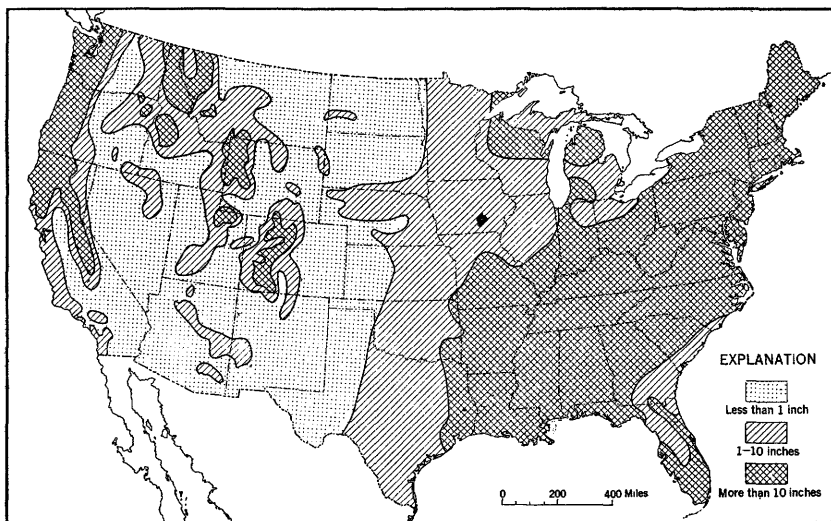 EXPLANATION
Less than 1 inch
1–10 inches
More than 10 inches
0 200 400 Miles